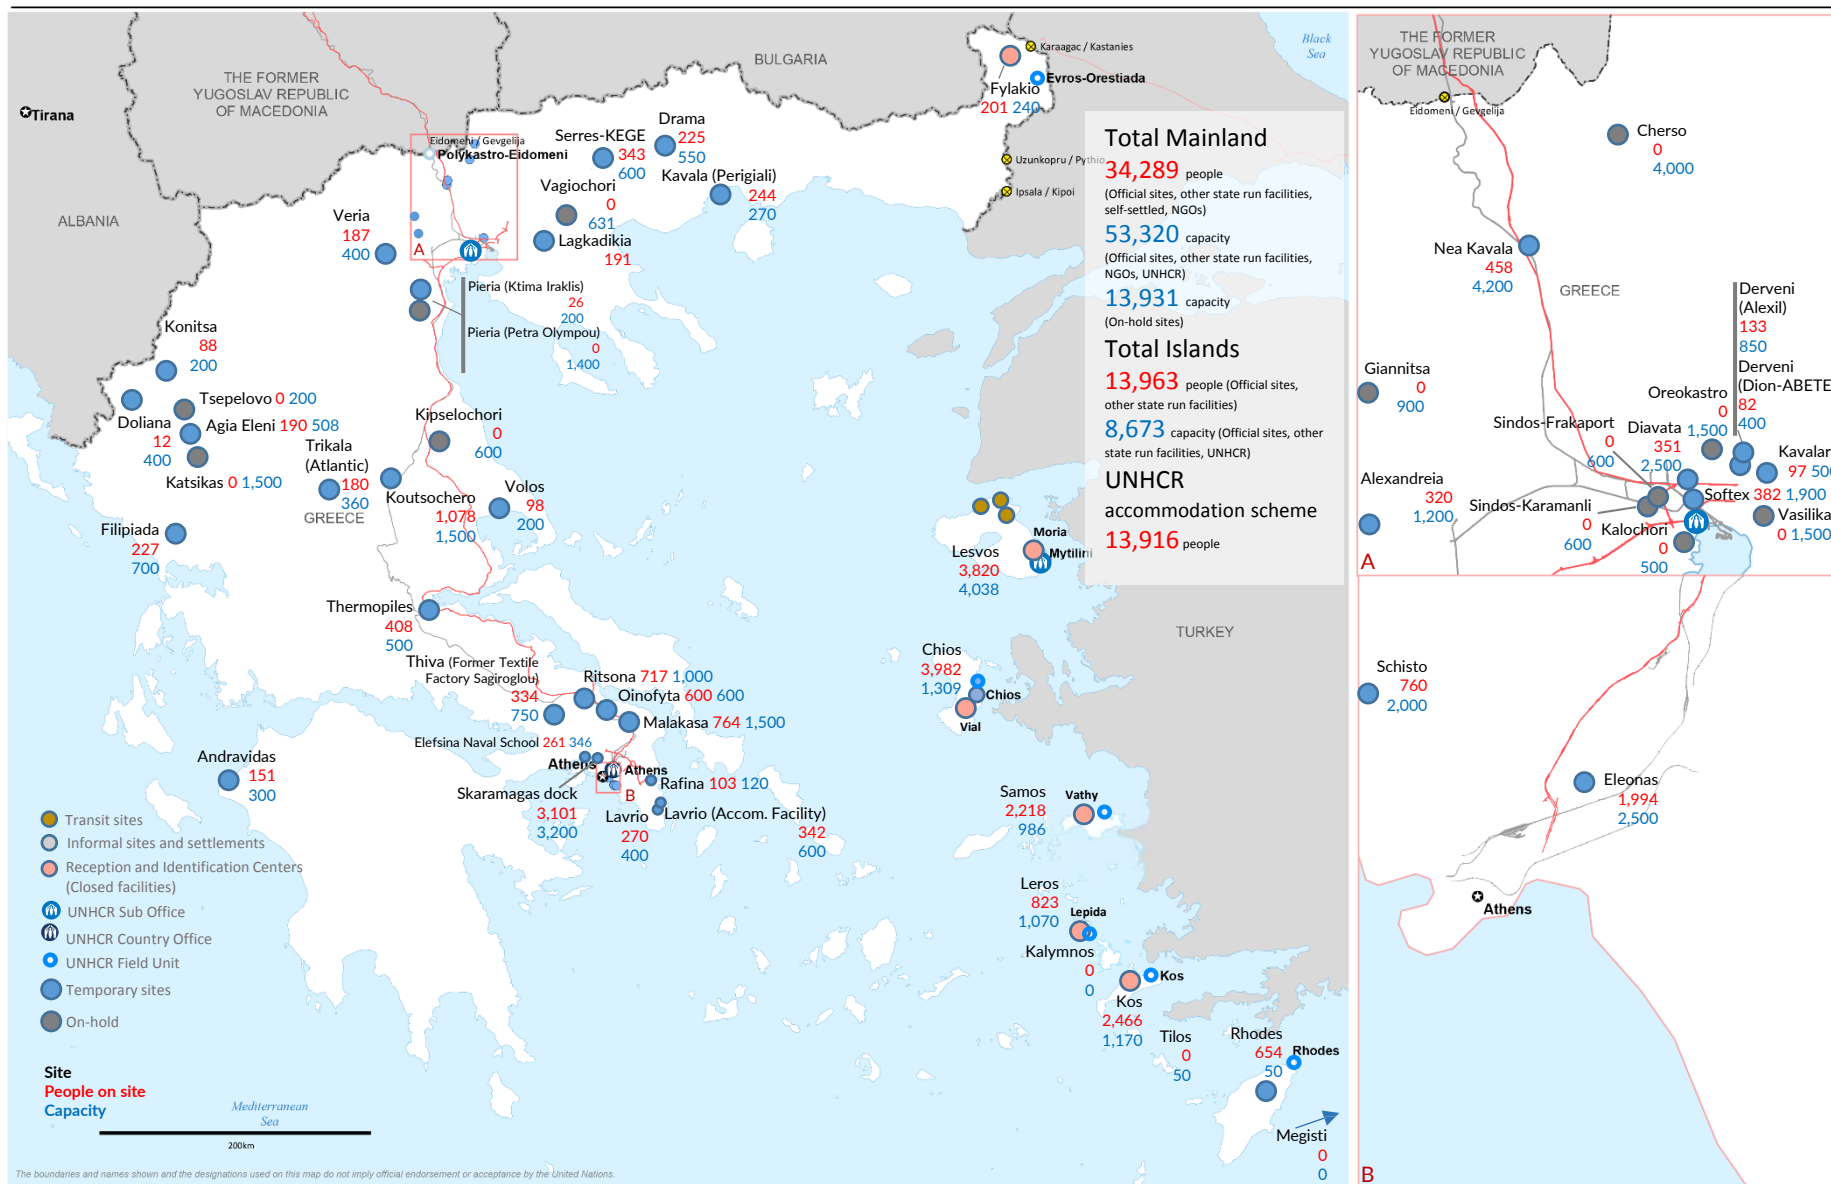 BULGARIA
Black
Sea
THE FORMER
YUGOSLAV REPUBLIC
OF MACEDONIA
Tirana
ALBANIA
Karaagac / Kastanies
Evros-Orestiada
Fylakio
201 240
Uzunkopru / Pythio
Ipsala / Kipoi
Eidomeni / Gevgelija
Polykastro-Eidomeni
A
Serres-KEGE
343
600
Drama
225
550
Kavala (Perigiali)
244
270
Vagiochori
0
631
Lagkadikia
191
Veria
187
400
Pieria (Ktima Iraklis)
26
200
Pieria (Petra Olympou)
0
1,400
Konitsa
88
200
Tsepelovo 0 200
Doliana
12
400
Agia Eleni 190 508
Katsikas 0 1,500
Kipselochori
0
600
Trikala
(Atlantic)
180
360
GREECE
Koutsochero
1,078
1,500
Volos
98
200
Filipiada
227
700
Thermopiles
408
500
Thiva (Former Textile
Factory Sagiroglou)
334
750
Ritsona 717 1,000
Oinofyta 600 600
Malakasa 764 1,500
Elefsina Naval School 261 346
Athens
Athens
B
Rafina 103 120
Skaramagas dock
3,101
3,200
Lavrio
270
400
Lavrio (Accom. Facility)
342
600
Andravidas
151
300
Total Mainland
34,289 people
(Official sites, other state run facilities,
self-settled, NGOs)
53,320 capacity
(Official sites, other state run facilities,
NGOs, UNHCR)
13,931 capacity
(On-hold sites)
Total Islands
13,963 people (Official sites,
other state run facilities)
8,673 capacity (Official sites, other
state run facilities, UNHCR)
UNHCR
accommodation scheme
13,916 people
Moria
Mytilini
Lesvos
3,820
4,038
TURKEY
Chios
3,982
1,309
Chios
Vial
Samos
2,218
986
Vathy
Leros
823
1,070
Lepida
Kalymnos
0
0
Kos
Kos
2,466
1,170
Tilos
0
50
Rhodes
654
50
Rhodes
Megisti
0
0
Transit sites
Informal sites and settlements
Reception and Identification Centers
(Closed facilities)
UNHCR Sub Office
UNHCR Country Office
UNHCR Field Unit
Temporary sites
On-hold
Site
People on site
Capacity
Mediterranean
Sea
200km
The boundaries and names shown and the designations used on this map do not imply official endorsement or acceptance by the United Nations.
THE FORMER
YUGOSLAV REPUBLIC
OF MACEDONIA
Eidomeni / Gevgelija
Cherso
0
4,000
Nea Kavala
458
4,200
GREECE
Derveni
(Alexil)
133
850
Derveni
(Dion-ABETE
82
400
Giannitsa
0
900
Oreokastro
0
1,500
Sindos-Frakaport
0
600
Diavata
351
2,500
Kavalar
97 500
Alexandreia
320
1,200
Softex 382 1,900
Sindos-Karamanli
0
600
Vasilika
0 1,500
Kalochori
0
500
A
Schisto
760
2,000
Eleonas
1,994
2,500
Athens
B